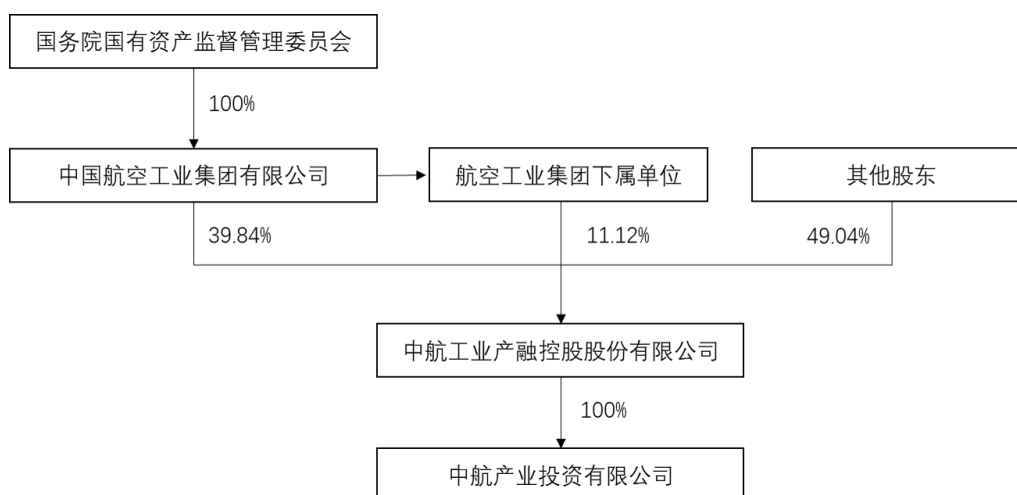 国务院国有资产监督管理委员会
100%
中国航空工业集团有限公司
航空工业集团下属单位
其他股东
39.84%
11.12%
49.04%
中航工业产融控股股份有限公司
100%
中航产业投资有限公司